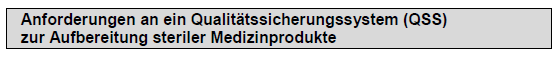 Anforderungen an ein Qualitätssicherungssystem (QSS)
zur Aufbereitung steriler Medizinprodukte